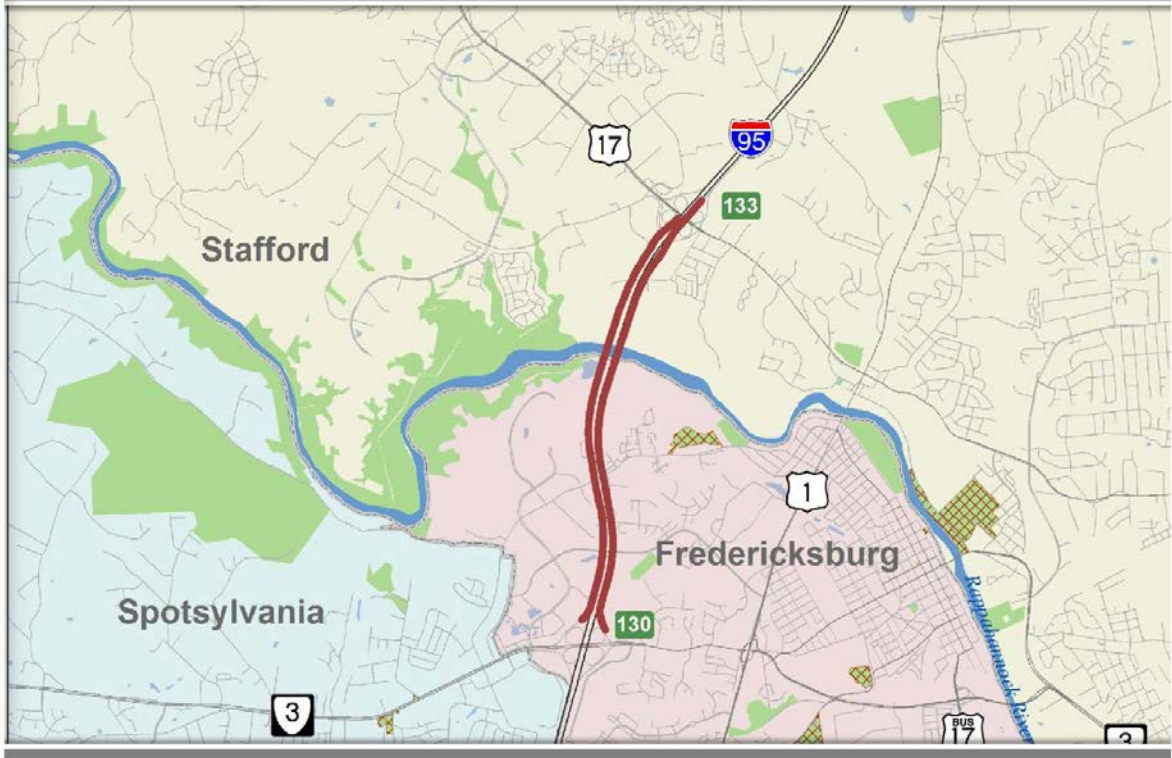 17
95
133
Stafford
1
Fredericksburg
Spotsylvania
130
Rappahannock River
3
BUS
17
3